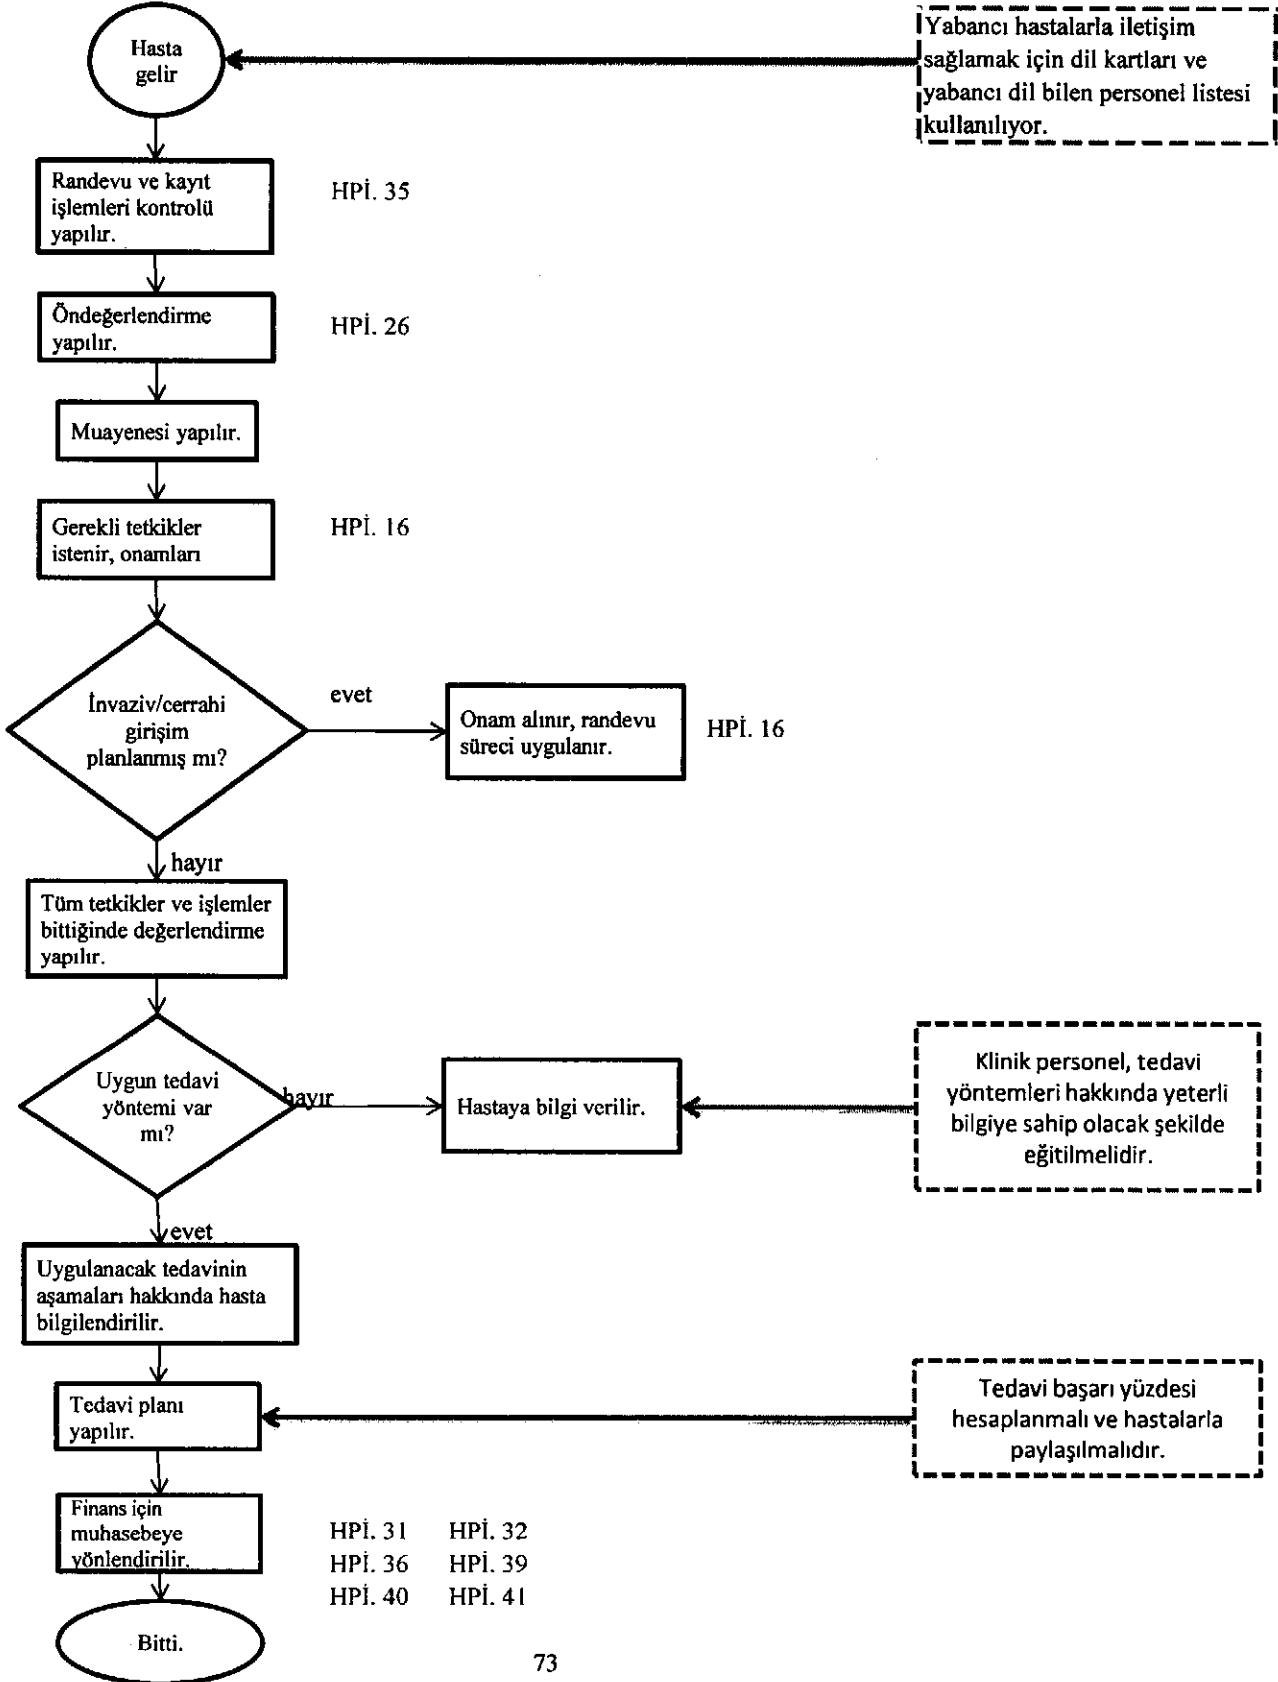 Hasta
gelir
Yabancı hastalarla iletişim
sağlamak için dil kartları ve
yabancı dil bilen personel listesi
kullanılıyor.
Randevu ve kayıt
işlemleri kontrolü
yapılır.
HPİ. 35
Öndeğerlendirme
yapılır.
HPİ. 26
Muayenesi yapılır.
Gerekli tetkikler
istenir, onamları
HPİ. 16
İnvaziv/cerrahi
girişim
planlanmış mı?
evet
Onam alınır, randevu
süreci uygulanır.
HPİ. 16
hayır
Tüm tetkikler ve işlemler
bittiğinde değerlendirme
yapılır.
Uygun tedavi
yöntemi var
mı?
hayır
Hastaya bilgi verilir.
Klinik personel, tedavi
yöntemleri hakkında yeterli
bilgiye sahip olacak şekilde
eğitilmelidir.
evet
Uygulanacak tedavinin
aşamaları hakkında hasta
bilgilendirilir.
Tedavi planı
yapılır.
Tedavi başarı yüzdesi
hesaplanmalı ve hastalarla
paylaşılmalıdır.
Finans için
muhasebeye
yönlendirilir.
HPİ. 31 HPİ. 32
HPİ. 36 HPİ. 39
HPİ. 40 HPİ. 41
Bitti.
73